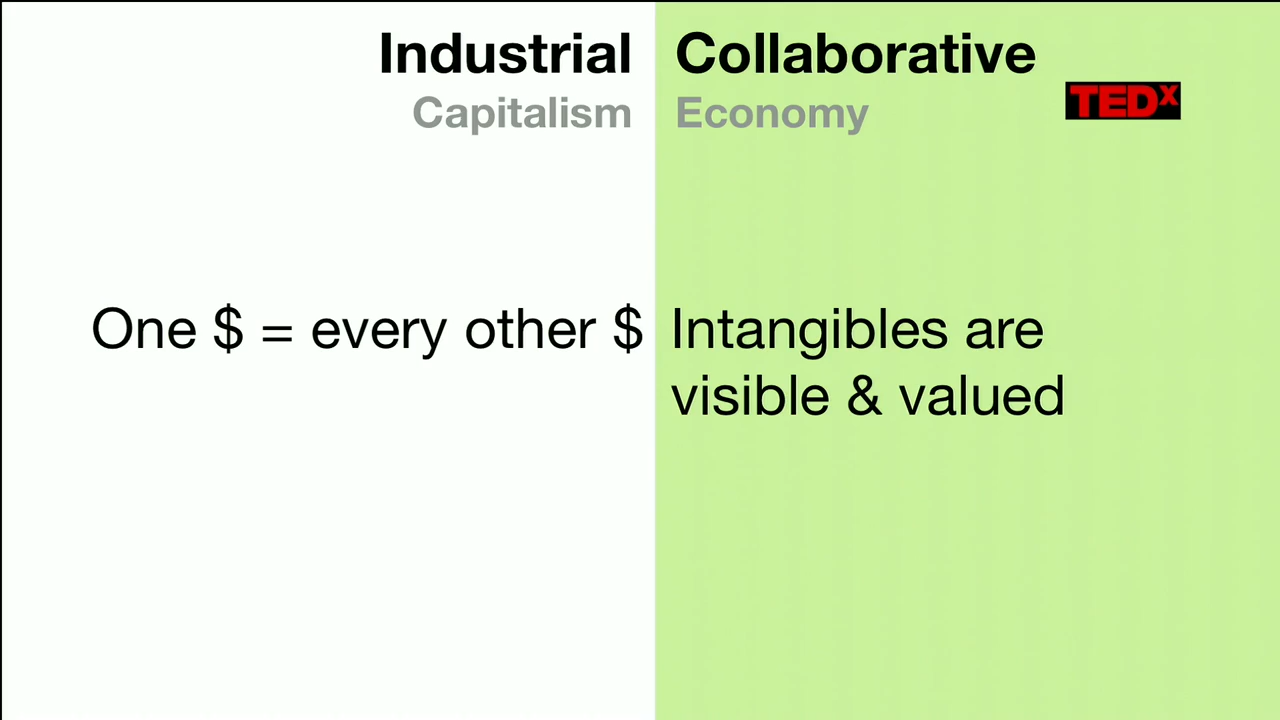 Industrial
Capitalism
One $ = every other $
Collaborative
Economy
TEDx
Intangibles are
visible & valued